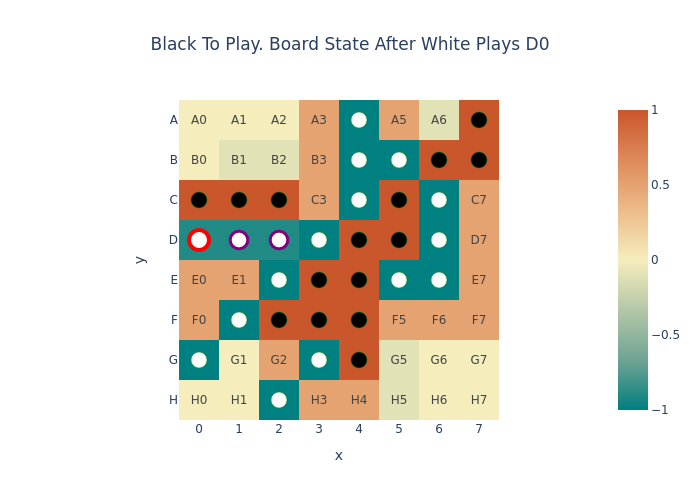 Black To Play. Board State After White Plays D0
A A0 A1 A2 A3 A5 A6
B B0 B1 B2 B3
C C3 C7
D D7
E E0 E1 E7
F F0 F5 F6 F7
G G1 G2 G5 G6 G7
H H0 H1 H3 H4 H5 H6 H7
0 1 2 3 4 5 6 7
x
y
1
0.5
0
−0.5
−1